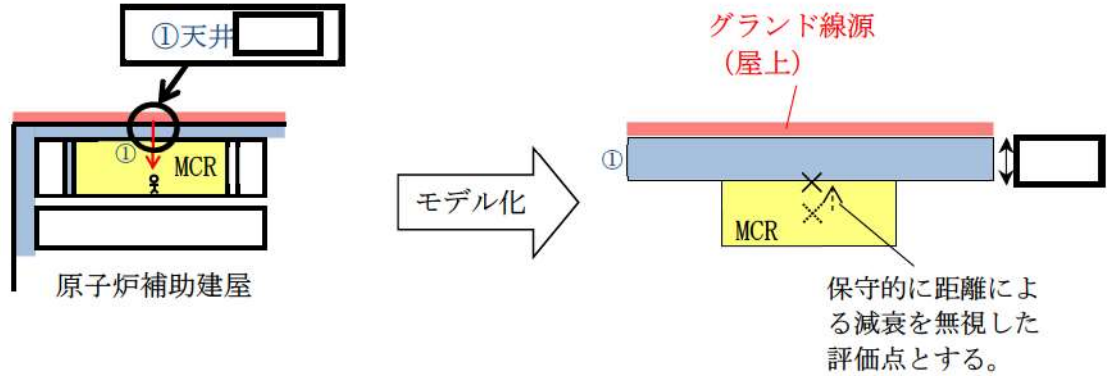 ①天井
①
MCR
原子炉補助建屋
モデル化
グランド線源
（屋上）
①
MCR
保守的に距離によ
る減衰を無視した
評価点とする。